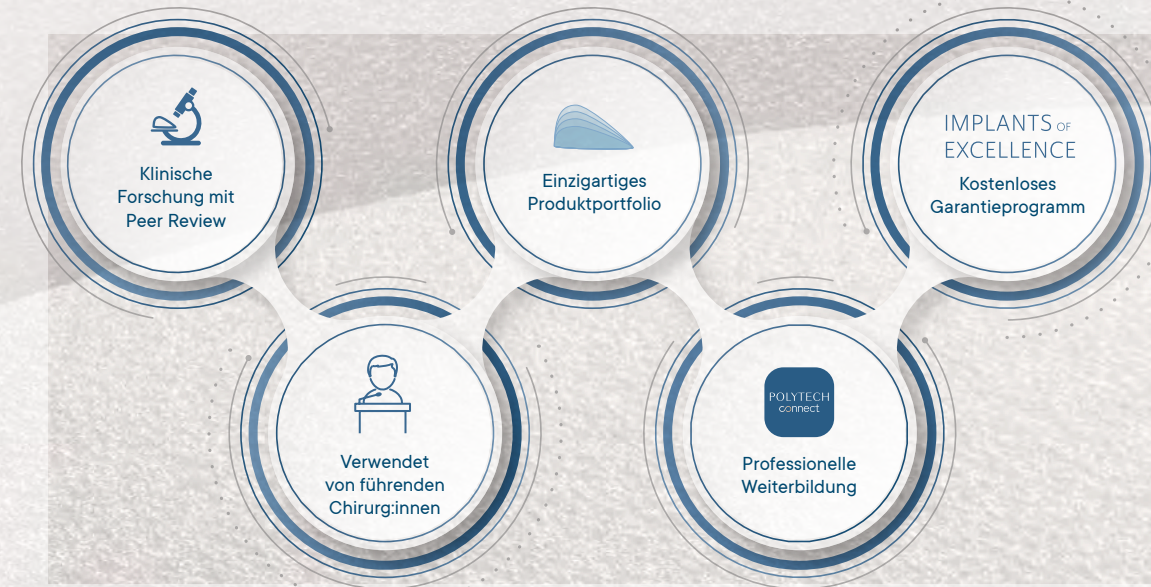 Klinische
Forschung mit
Peer Review
Verwendet
von führenden
Chirurg:innen
Einzigartiges
Produktportfolio
POLYTECH
connect
Professionelle
Weiterbildung
IMPLANTS OF
EXCELLENCE
Kostenloses
Garantieprogramm